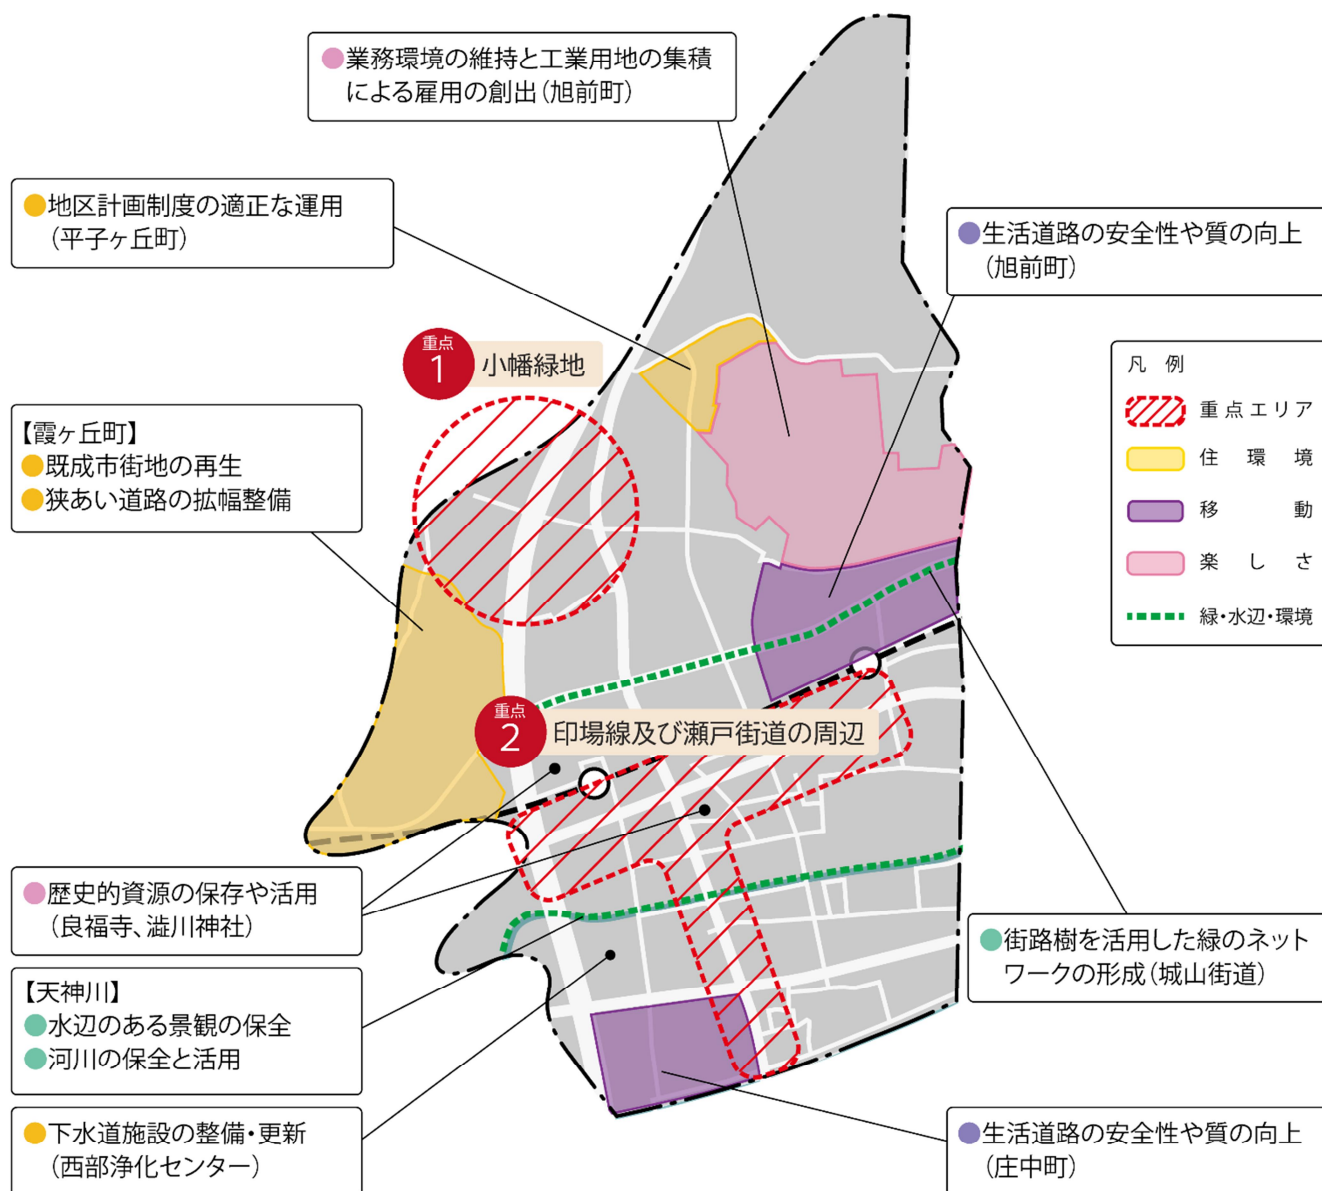 ●業務環境の維持と工業用地の集積
による雇用の創出(旭前町)
●地区計画制度の適正な運用
(平子ヶ丘町)
●生活道路の安全性や質の向上
(旭前町)
重点
1
小幡緑地
凡 例
重点エリア
住環境
移動
楽しさ
緑・水辺・環境
【霞ヶ丘町】
●既成市街地の再生
●狭あい道路の拡幅整備
重点
2
印場線及び瀬戸街道の周辺
●歴史的資源の保存や活用
(良福寺、澁川神社)
●街路樹を活用した緑のネット
ワークの形成(城山街道)
【天神川】
●水辺のある景観の保全
●河川の保全と活用
●下水道施設の整備・更新
(西部浄化センター)
●生活道路の安全性や質の向上
(庄中町)